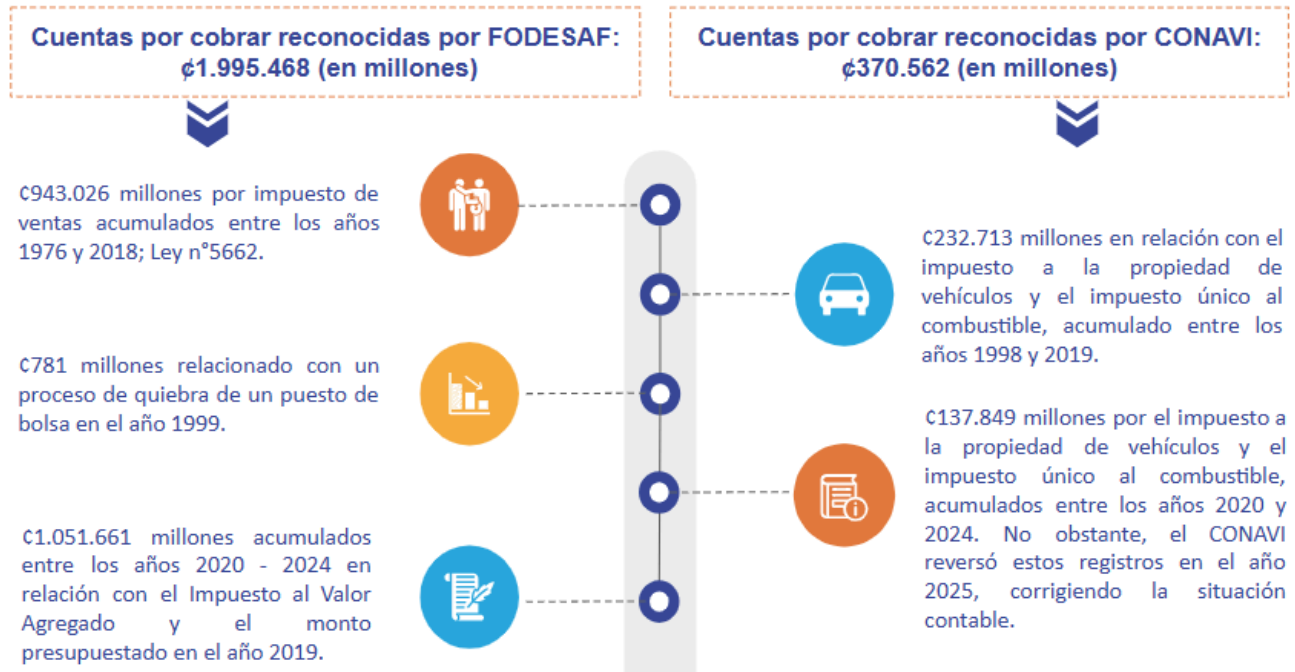 Cuentas por cobrar reconocidas por FODESAF:
₡1.995.468 (en millones)
₡943.026 millones por impuesto de
ventas acumulados entre los años
1976 y 2018; Ley n°5662.
₡781 millones relacionado con un
proceso de quiebra de un puesto de
bolsa en el año 1999.
₡1.051.661 millones acumulados
entre los años 2020 - 2024 en
relación con el Impuesto al Valor
Agregado y el monto
presupuestado en el año 2019.
Cuentas por cobrar reconocidas por CONAVI:
₡370.562 (en millones)
₡232.713 millones en relación con el
impuesto a la propiedad de
vehículos y el impuesto único al
combustible, acumulado entre los
años 1998 y 2019.
₡137.849 millones por el impuesto a
la propiedad de vehículos y el
impuesto único al combustible,
acumulados entre los años 2020 y
2024. No obstante, el CONAVI
reversó estos registros en el año
2025, corrigiendo la situación
contable.